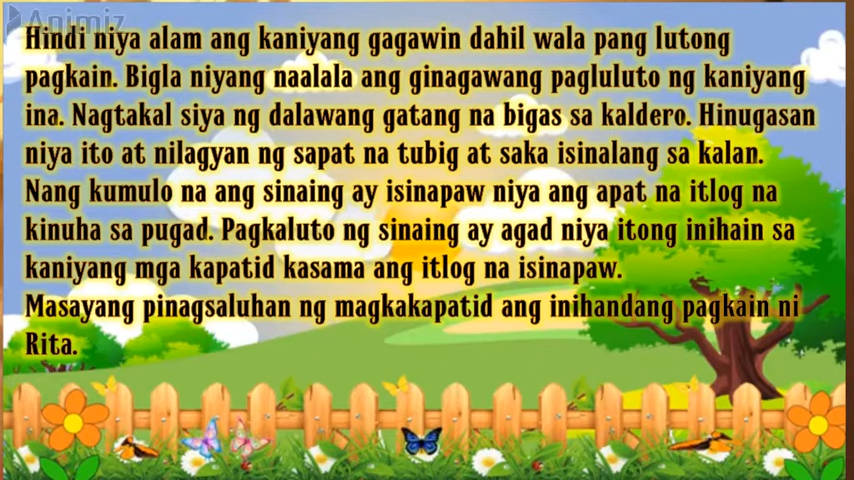 Animiz
Hindi niya alam ang kaniyang gagawin dahil wala pang lutong
pagkain. Bigla niyang naalala ang ginagawang pagluluto ng kaniyang
ina. Nagtakal siya ng dalawang gatang na bigas sa kaldero. Hinugasan
niya ito at nilagyan ng sapat na tubig at saka isinalang sa kalan.
Nang kumulo na ang sinaing ay isinapaw niya ang apat na itlog na
kinuha sa pugad. Pagkaluto ng sinaing ay agad niya itong inihain sa
kaniyang mga kapatid kasama ang itlog na isinapaw.
Masayang pinagsaluhan ng magkakapatid ang inihandang pagkain ni
Rita.